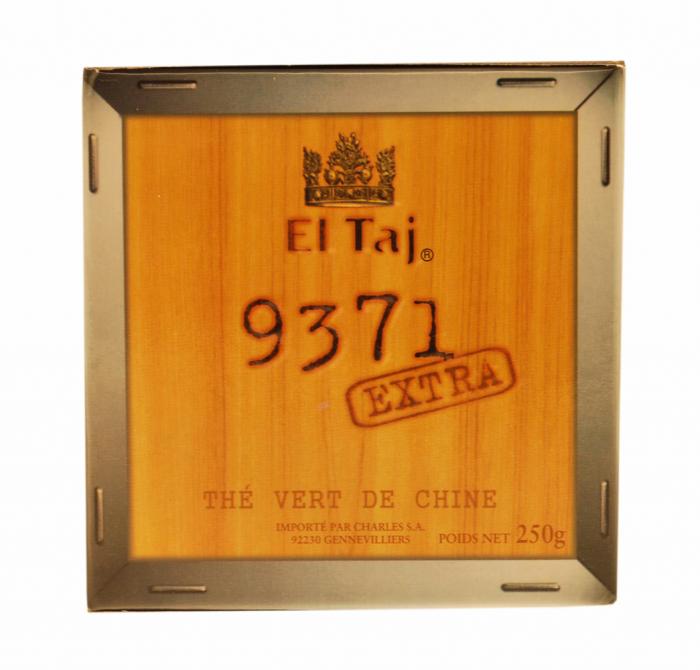 El Taj®
9371
EXTRA
THÉ VERT DE CHINE
IMPORTÉ PAR CHARLES S.A.
92230 GENNEVILLIERS
POIDS NET 250g